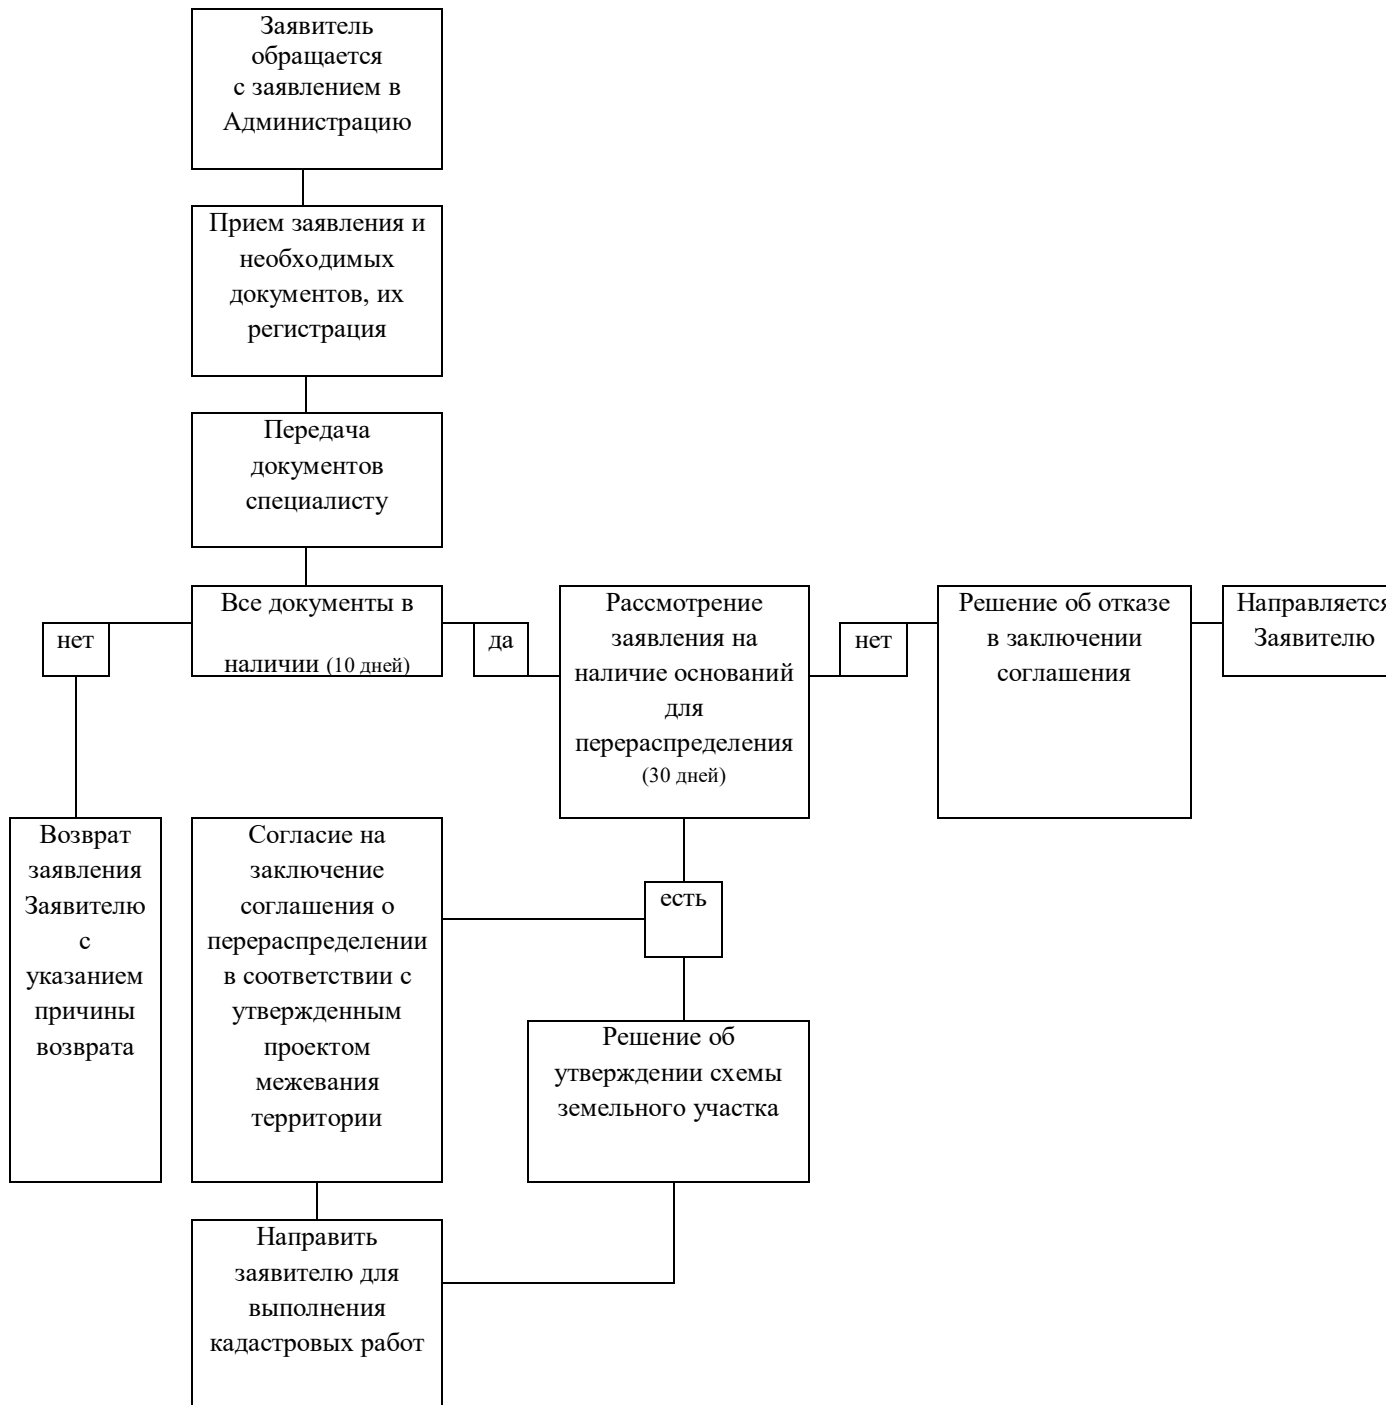 Заявитель
обращается
с заявлением в
Администрацию
Прием заявления и
необходимых
документов, их
регистрация
Передача
документов
специалисту
нет
Все документы в
наличии (10 дней)
да
Рассмотрение
заявления на
наличие оснований
для
перераспределения
(30 дней)
нет
Решение об отказе
в заключении
соглашения
Направляется
Заявителю
Возврат
заявления
Заявителю
с
указанием
причины
возврата
Согласие на
заключение
соглашения о
перераспределении
в соответствии с
утвержденным
проектом
межевания
территории
есть
Решение об
утверждении схемы
земельного участка
Направить
заявителю для
выполнения
кадастровых работ